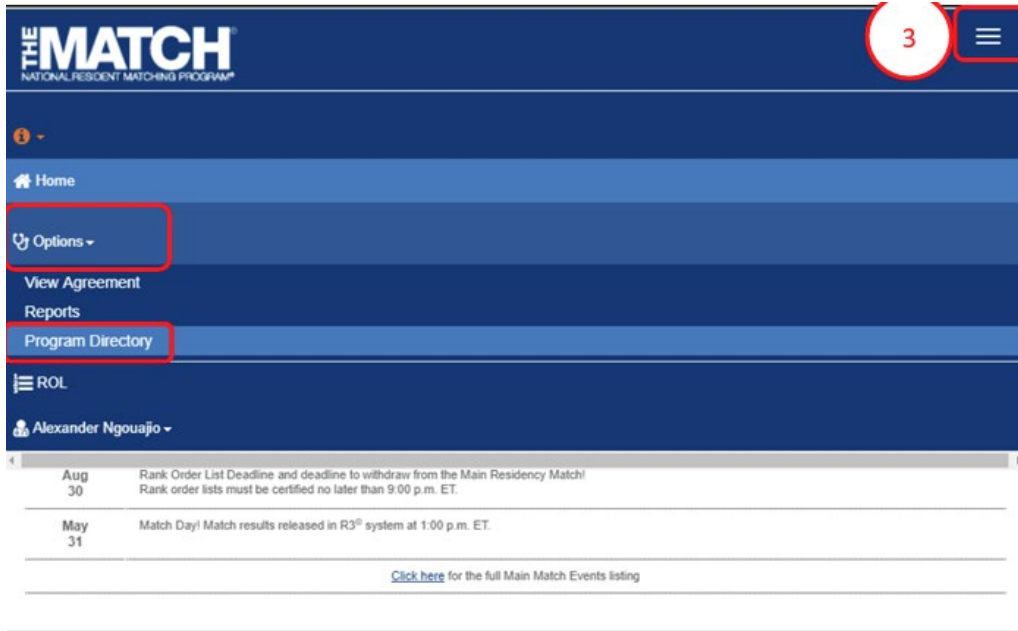 THE MATCH®
NATIONAL RESIDENT MATCHING PROGRAM®
3
Home
Options
View Agreement
Reports
Program Directory
ROL
Alexander Ngouajio
Aug 30
Rank Order List Deadline and deadline to withdraw from the Main Residency Match!
Rank order lists must be certified no later than 9:00 p.m. ET.
May 31
Match Day! Match results released in R3® system at 1:00 p.m. ET.
Click here for the full Main Match Events listing